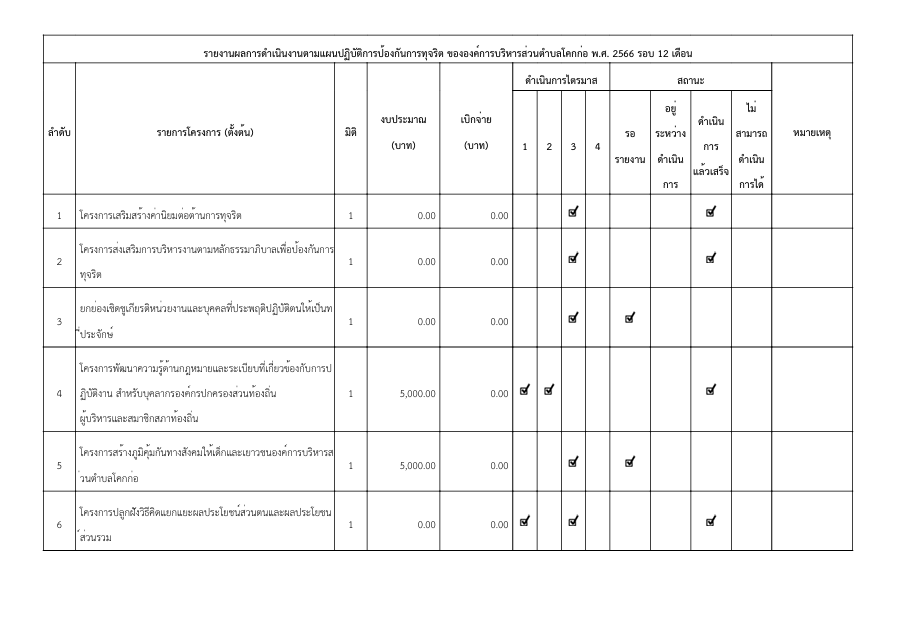 รายงานผลการดำเนินงานตามแผนปฏิบัติการป้องกันการทุจริต ขององค์การบริหารส่วนตำบลโคกก่อ พ.ศ. 2566 รอบ 12 เดือน
ลำดับ รายการโครงการ (ตั้งต้น) มิติ งบประมาณ (บาท) เบิกจ่าย (บาท) ดำเนินการไตรมาส สถานะ หมายเหตุ
1 2 3 4 รอ รายงาน อยู่ ระหว่าง ดำเนิน การ ดำเนิน การ แล้วเสร็จ ไม่ สามารถ ดำเนิน การได้
1 โครงการเสริมสร้างค่านิยมต่อต้านการทุจริต 1 0.00 0.00
โครงการส่งเสริมการบริหารงานตามหลักธรรมาภิบาลเพื่อป้องกันการ
2 ทุจริต 1 0.00 0.00
ยกย่องเชิดชูเกียรติหน่วยงานและบุคคลที่ประพฤติปฏิบัติตนให้เป็นท
3 ี่ประจักษ์ 1 0.00 0.00
โครงการพัฒนาความรู้ด้านกฎหมายและระเบียบที่เกี่ยวข้องกับการป
4 ฏิบัติงาน สำหรับบุคลากรองค์กรปกครองส่วนท้องถิ่น 1 5,000.00 0.00
ผู้บริหารและสมาชิกสภาท้องถิ่น
โครงการสร้างภูมิคุ้มกันทางสังคมให้เด็กและเยาวชนองค์การบริหารส
5 ่วนตำบลโคกก่อ 1 5,000.00 0.00
โครงการปลูกฝังวิธีคิดแยกแยะผลประโยชน์ส่วนตนและผลประโยชน
6 ์ส่วนรวม 1 0.00 0.00